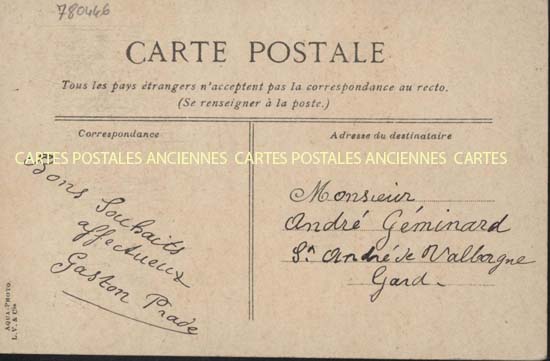 780446
CARTE POSTALE
Tous les pays étrangers n'acceptent pas la correspondance au recto.
(Se renseigner à la poste.)
Correspondance
Adresse du destinataire
CARTES POSTALES ANCIENNES CARTES POSTALES ANCIENNES CARTES
Bons Souhaits
affectueux
Gaston Prade
Monsieur
André Géminard
St André de Valborgne
Gard
AQUA-PHOTO
L. V. & Cie